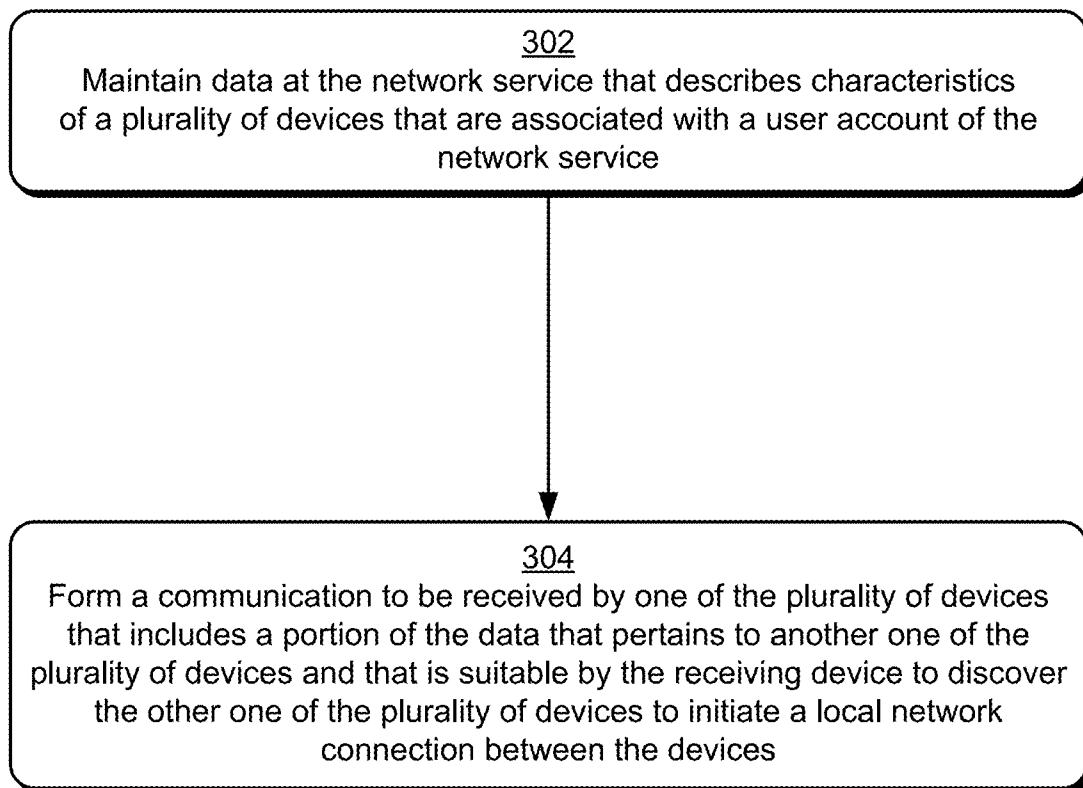 302
Maintain data at the network service that describes characteristics
of a plurality of devices that are associated with a user account of the
network service
304
Form a communication to be received by one of the plurality of devices
that includes a portion of the data that pertains to another one of the
plurality of devices and that is suitable by the receiving device to discover
the other one of the plurality of devices to initiate a local network
connection between the devices